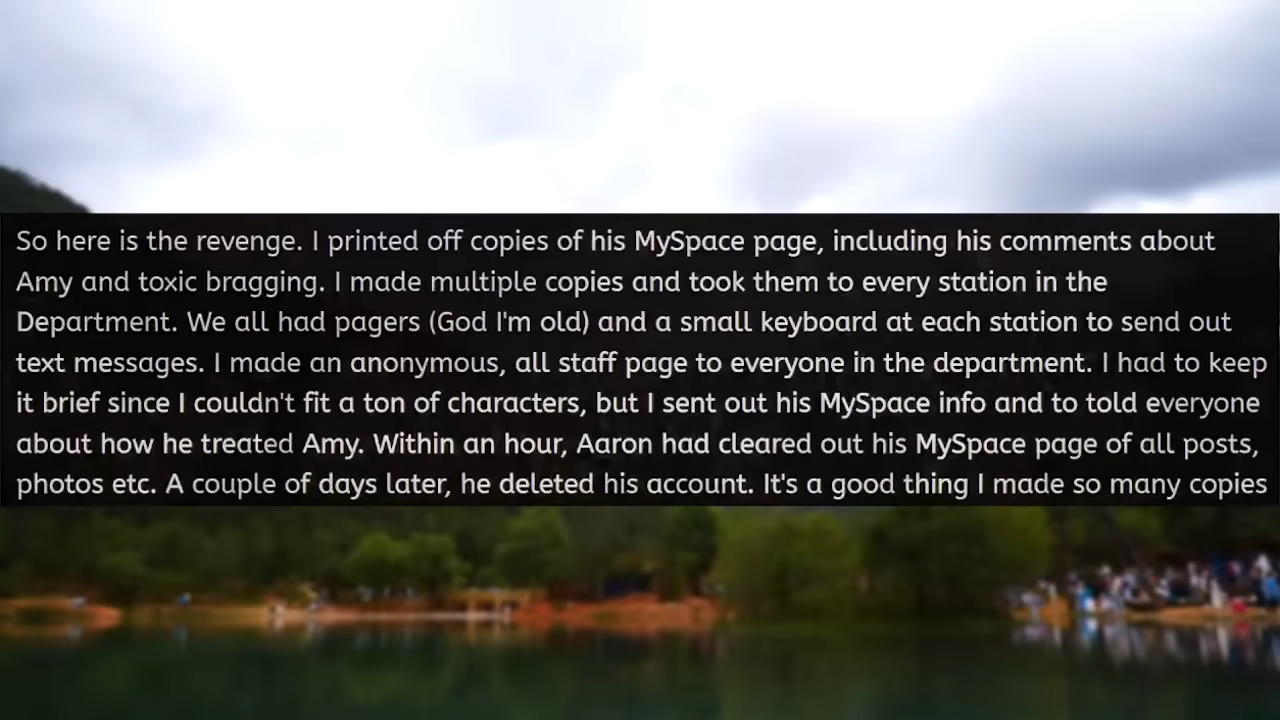 So here is the revenge. I printed off copies of his MySpace page, including his comments about
Amy and toxic bragging. I made multiple copies and took them to every station in the
Department. We all had pagers (God I'm old) and a small keyboard at each station to send out
text messages. I made an anonymous, all staff page to everyone in the department. I had to keep
it brief since I couldn't fit a ton of characters, but I sent out his MySpace info and to told everyone
about how he treated Amy. Within an hour, Aaron had cleared out his MySpace page of all posts,
photos etc. A couple of days later, he deleted his account. It's a good thing I made so many copies